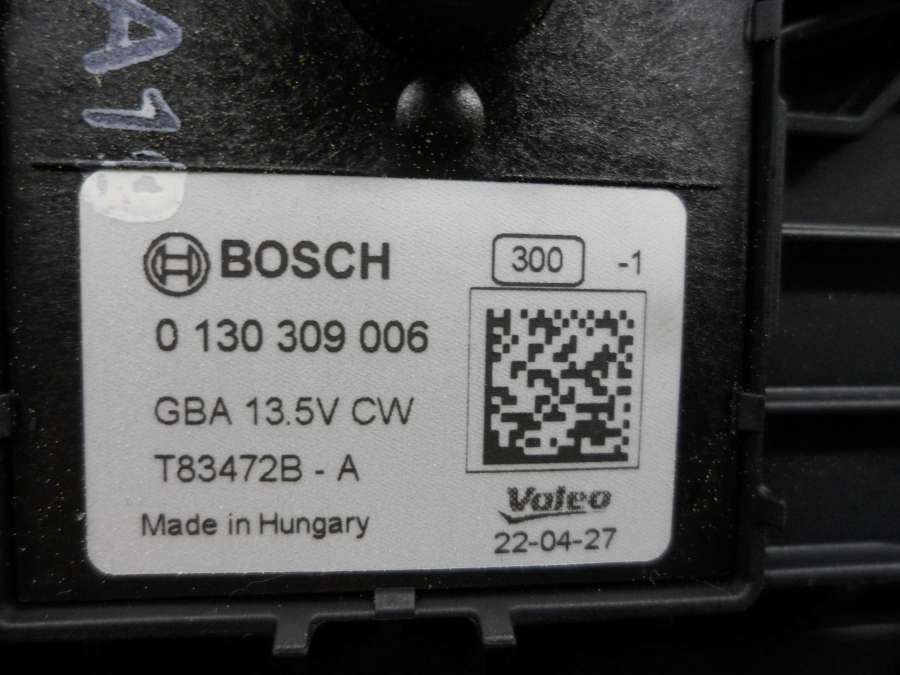 A1
BOSCH
300 -1
0 130 309 006
GBA 13.5V CW
T83472B - A
Made in Hungary
Valeo
22-04-27